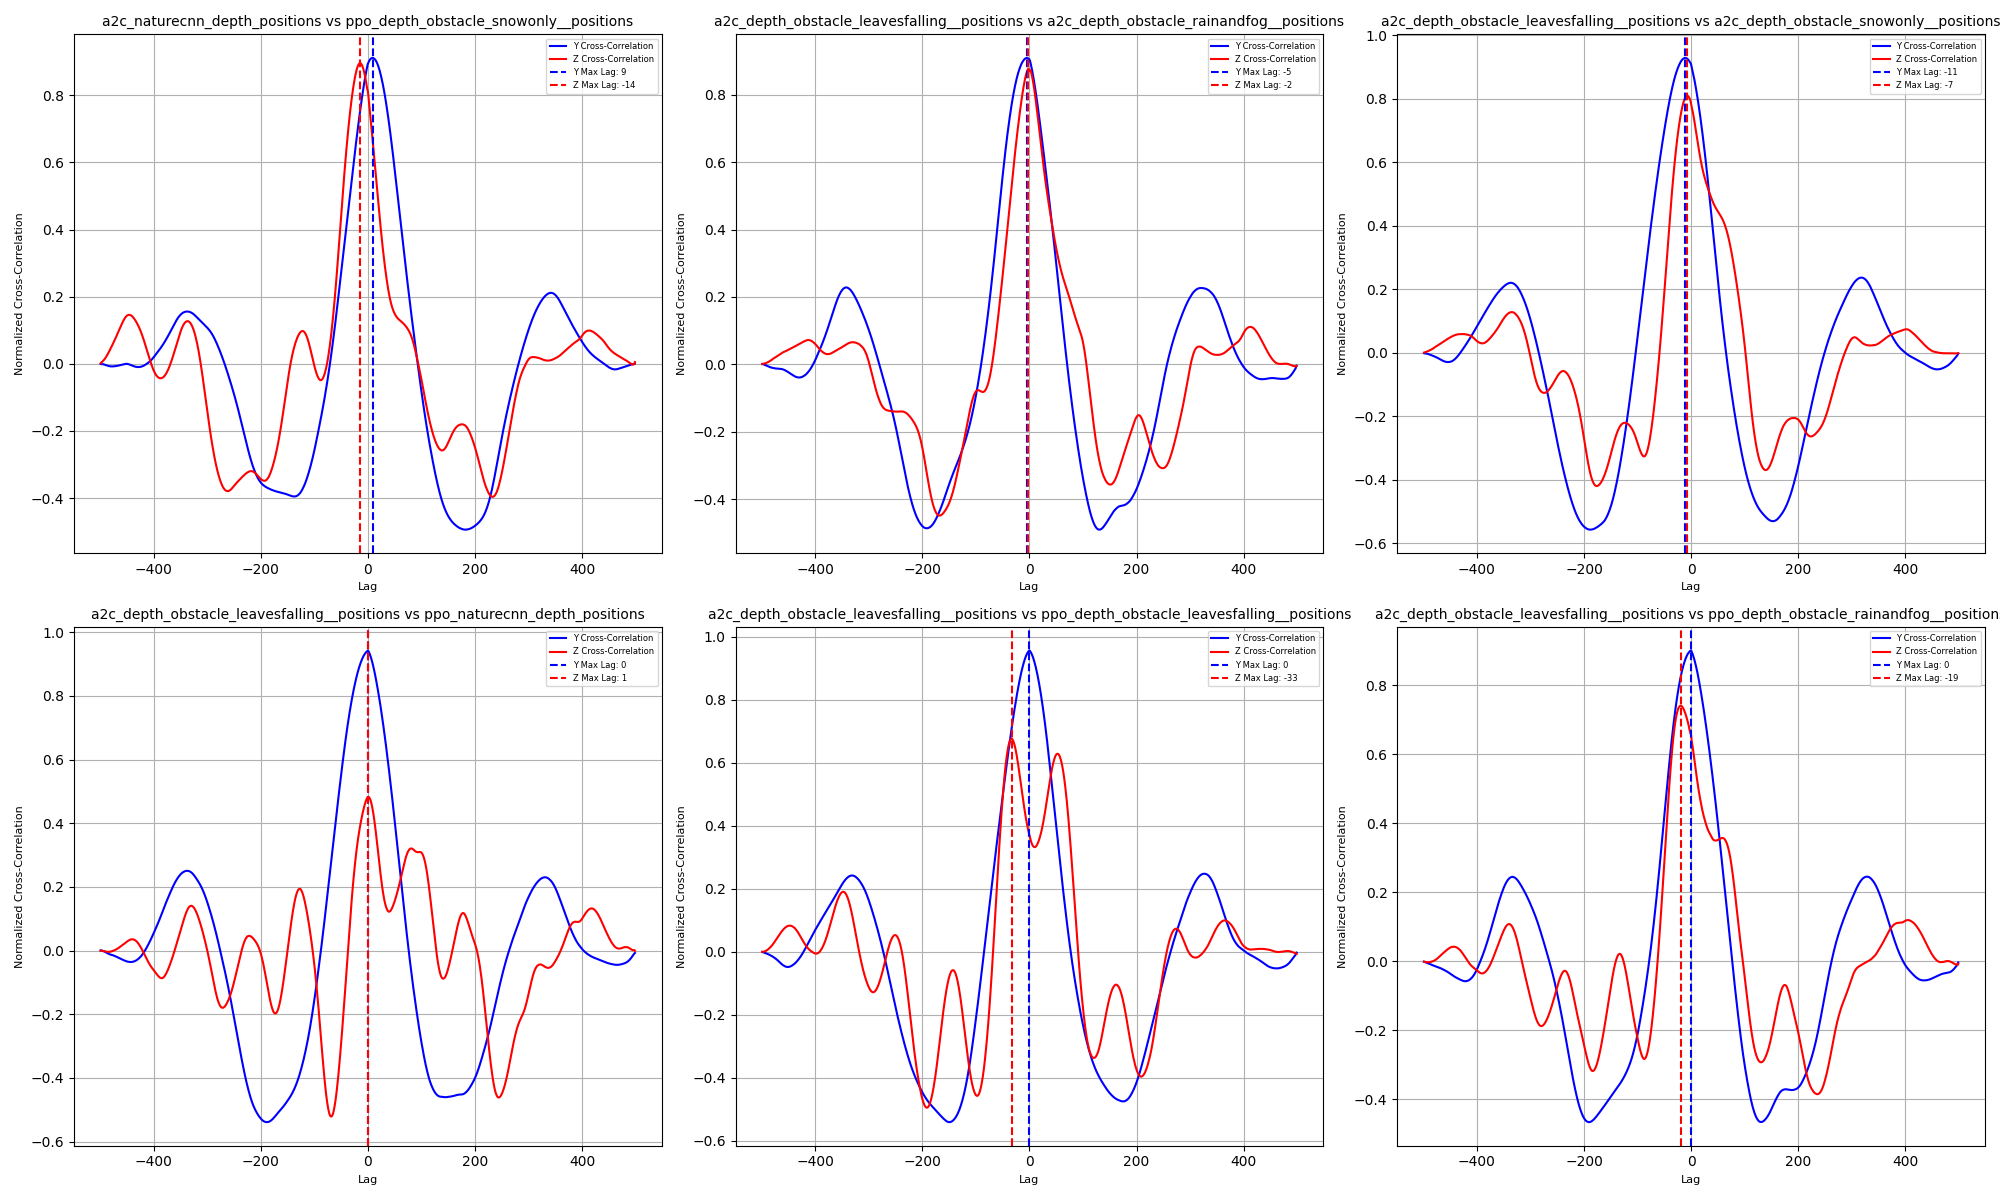 a2c_naturecnn_depth_positions vs ppo_depth_obstacle_snowonly__positions
Y Cross-Correlation
Z Cross-Correlation
Y Max Lag: 9
Z Max Lag: -14
Normalized Cross-Correlation
0.8
0.6
0.4
0.2
0.0
−0.2
−0.4
−400 −200 0 200 400
Lag
a2c_depth_obstacle_leavesfalling__positions vs a2c_depth_obstacle_rainandfog__positions
Y Cross-Correlation
Z Cross-Correlation
Y Max Lag: -5
Z Max Lag: -2
Normalized Cross-Correlation
0.8
0.6
0.4
0.2
0.0
−0.2
−0.4
−400 −200 0 200 400
Lag
a2c_depth_obstacle_leavesfalling__positions vs a2c_depth_obstacle_snowonly__positions
Y Cross-Correlation
Z Cross-Correlation
Y Max Lag: -11
Z Max Lag: -7
Normalized Cross-Correlation
1.0
0.8
0.6
0.4
0.2
0.0
−0.2
−0.4
−0.6
−400 −200 0 200 400
Lag
a2c_depth_obstacle_leavesfalling__positions vs ppo_naturecnn_depth_positions
Y Cross-Correlation
Z Cross-Correlation
Y Max Lag: 0
Z Max Lag: 1
Normalized Cross-Correlation
1.0
0.8
0.6
0.4
0.2
0.0
−0.2
−0.4
−0.6
−400 −200 0 200 400
Lag
a2c_depth_obstacle_leavesfalling__positions vs ppo_depth_obstacle_leavesfalling__positions
Y Cross-Correlation
Z Cross-Correlation
Y Max Lag: 0
Z Max Lag: -33
Normalized Cross-Correlation
1.0
0.8
0.6
0.4
0.2
0.0
−0.2
−0.4
−0.6
−400 −200 0 200 400
Lag
a2c_depth_obstacle_leavesfalling__positions vs ppo_depth_obstacle_rainandfog__positions
Y Cross-Correlation
Z Cross-Correlation
Y Max Lag: 0
Z Max Lag: -19
Normalized Cross-Correlation
0.8
0.6
0.4
0.2
0.0
−0.2
−0.4
−400 −200 0 200 400
Lag